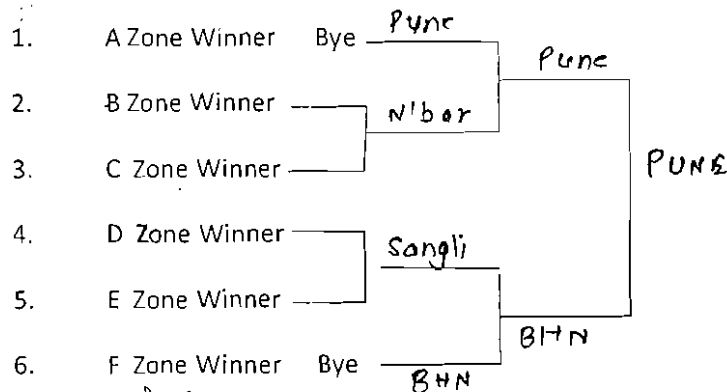 1. A Zone Winner Bye Pune
Pune
2. B Zone Winner
N'bar
3. C Zone Winner
PUNE
4. D Zone Winner
Sangli
5. E Zone Winner
BHN
6. F Zone Winner Bye BHN